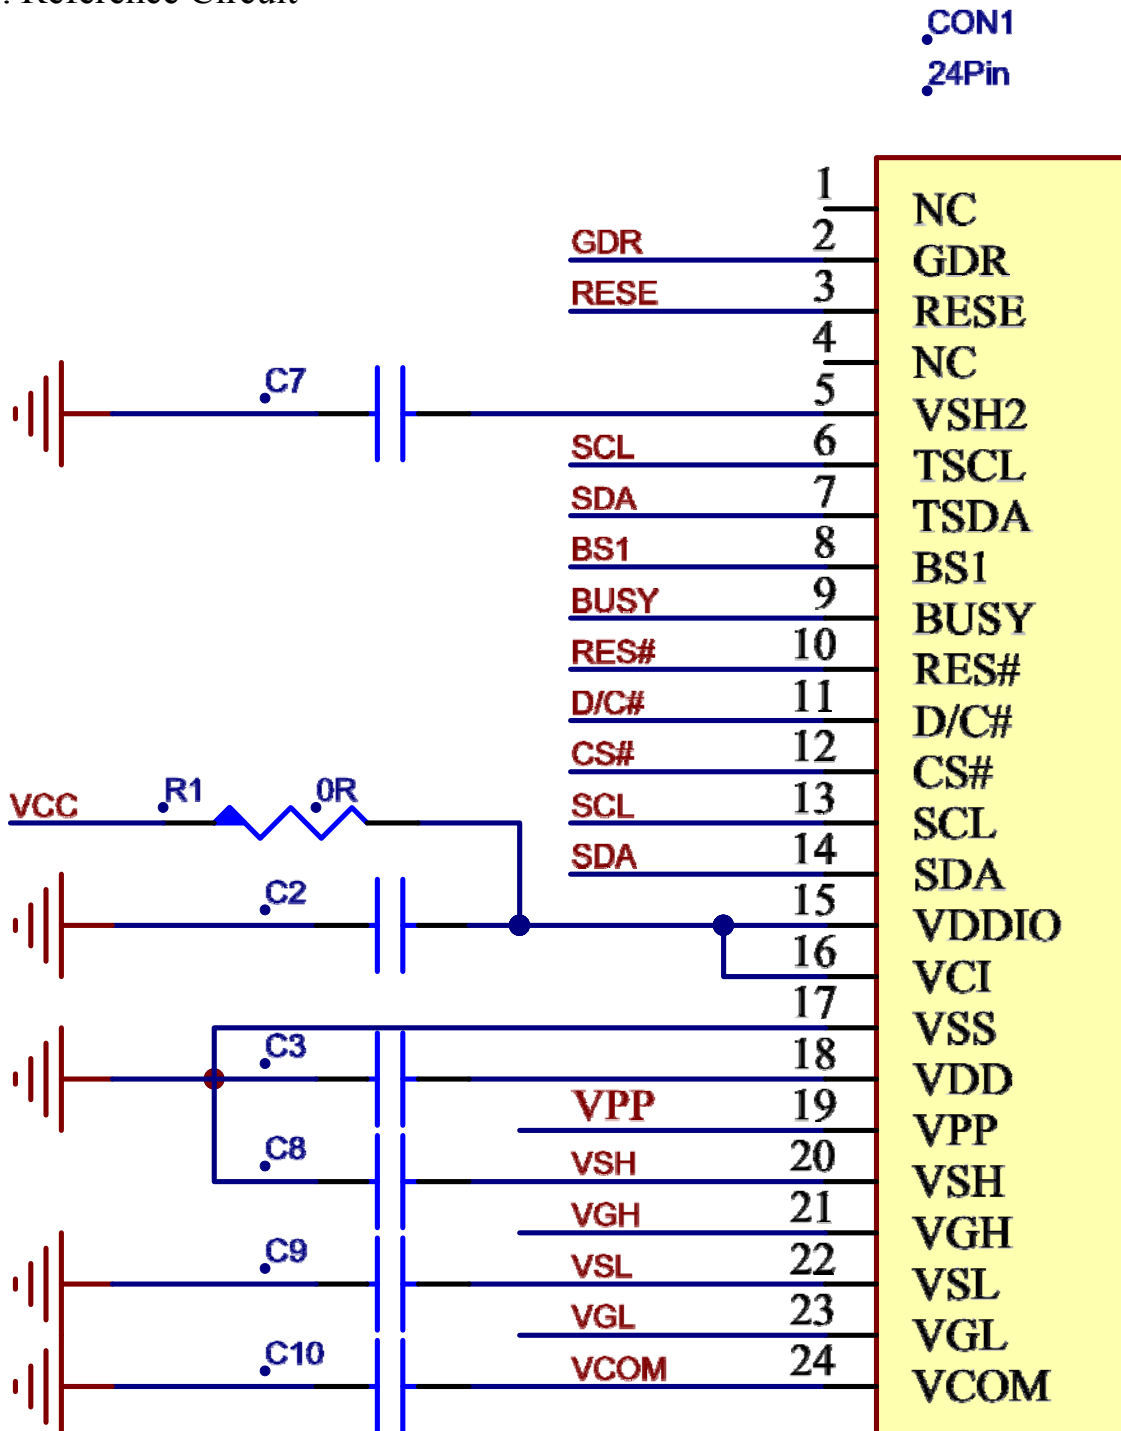 . Reference Circuit
CON1
24Pin
1 NC
GDR 2 GDR
RESE 3 RESE
4 NC
C7 5 VSH2
SCL 6 TSCL
SDA 7 TSDA
BS1 8 BS1
BUSY 9 BUSY
RES# 10 RES#
D/C# 11 D/C#
CS# 12 CS#
VCC R1 0R SCL 13 SCL
SDA 14 SDA
C2 15 VDDIO
16 VCI
17 VSS
C3 18 VDD
VPP 19 VPP
C8 VSH 20 VSH
VGH 21 VGH
C9 VSL 22 VSL
VGL 23 VGL
C10 VCOM 24 VCOM